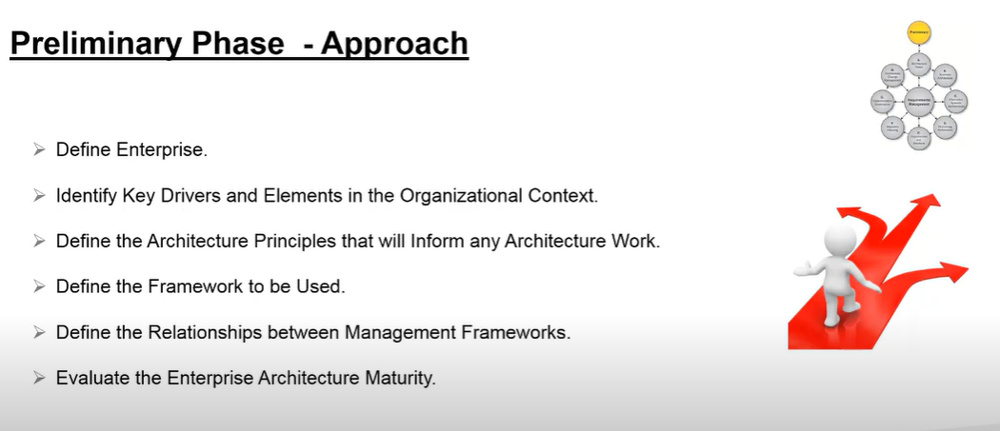 Preliminary Phase - Approach
Preliminary
Requirements
Management
Define Enterprise.
Identify Key Drivers and Elements in the Organizational Context.
Define the Architecture Principles that will Inform any Architecture Work.
Define the Framework to be Used.
Define the Relationships between Management Frameworks.
Evaluate the Enterprise Architecture Maturity.